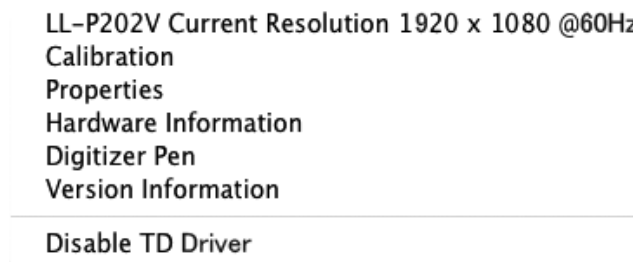 LL-P202V Current Resolution 1920 x 1080 @60Hz
Calibration
Properties
Hardware Information
Digitizer Pen
Version Information
Disable TD Driver